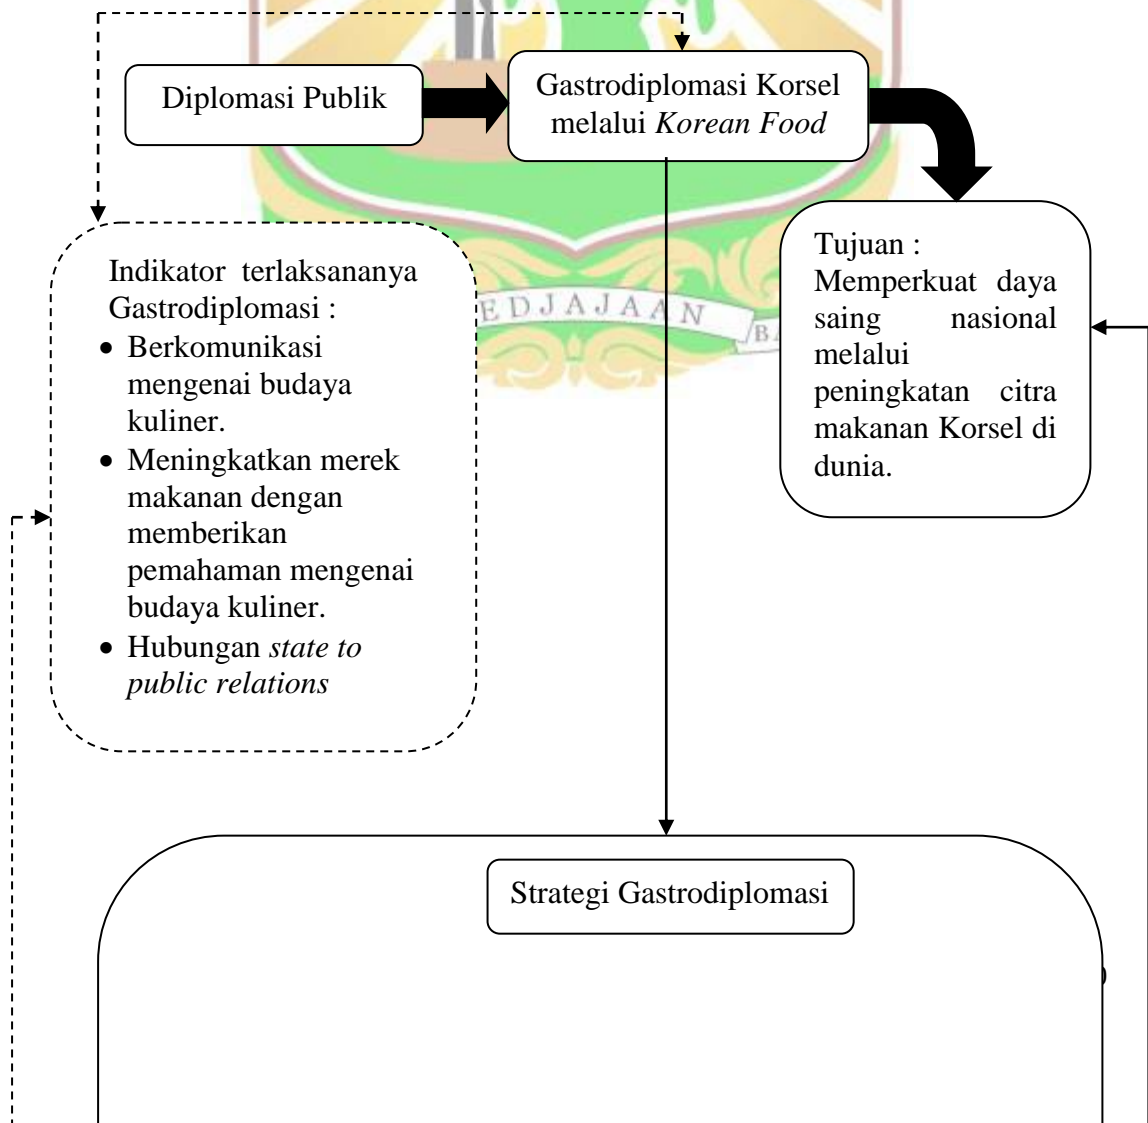 Diplomasi Publik
Gastrodiplomasi Korsel
melalui Korean Food
Indikator terlaksananya
Gastrodiplomasi :
• Berkomunikasi
mengenai budaya
kuliner.
• Meningkatkan merek
makanan dengan
memberikan
pemahaman mengenai
budaya kuliner.
• Hubungan state to
public relations
EDJAJAAN
BA
Tujuan :
Memperkuat daya
saing nasional
melalui
peningkatan citra
makanan Korsel di
dunia.
Strategi Gastrodiplomasi